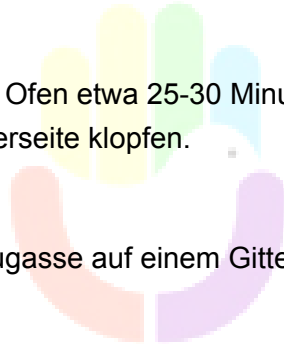 Ofen etwa 25-30 Minu
erseite klopfen.
ugasse auf einem Gitte